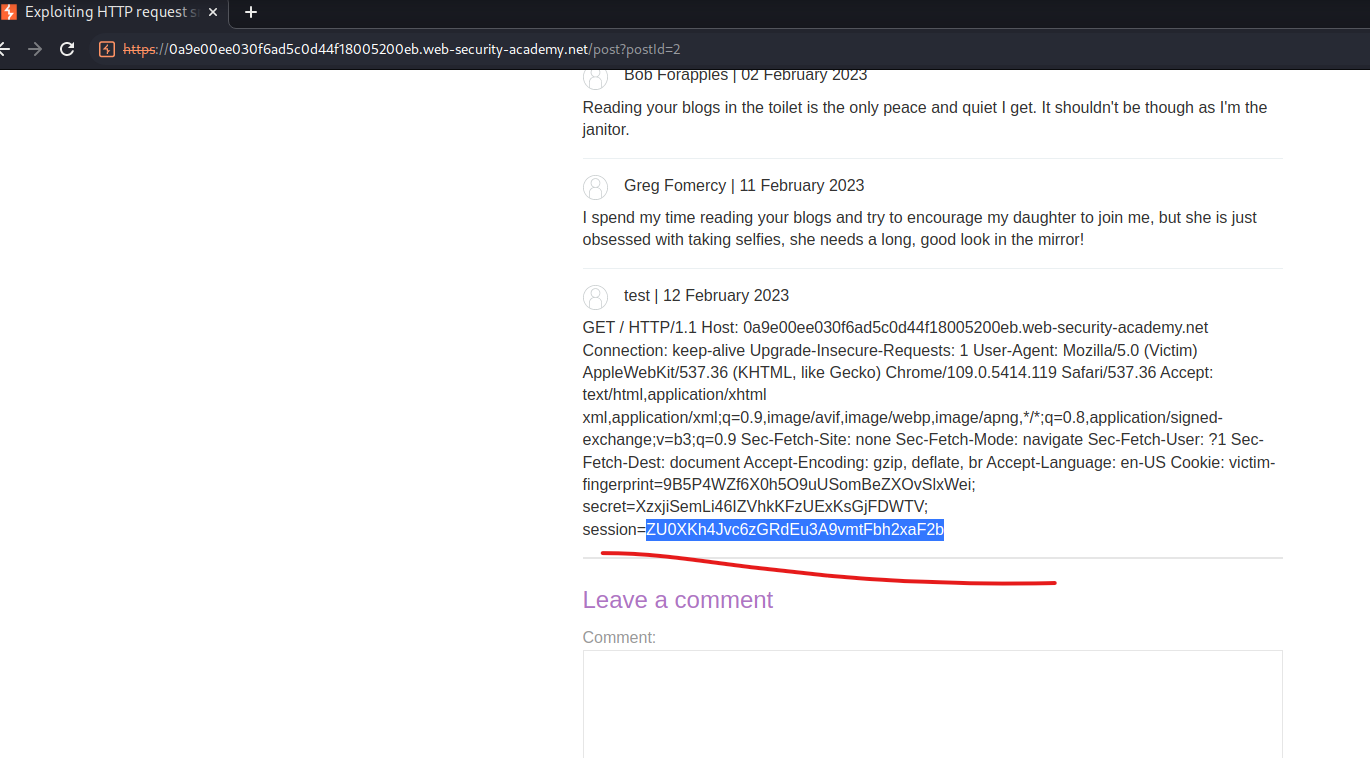 Exploiting HTTP request s
https://0a9e00ee030f6ad5c0d44f18005200eb.web-security-academy.net/post?postId=2
Bob Forapples | 02 February 2023
Reading your blogs in the toilet is the only peace and quiet I get. It shouldn't be though as I'm the
janitor.
Greg Fomercy | 11 February 2023
I spend my time reading your blogs and try to encourage my daughter to join me, but she is just
obsessed with taking selfies, she needs a long, good look in the mirror!
test | 12 February 2023
GET / HTTP/1.1 Host: 0a9e00ee030f6ad5c0d44f18005200eb.web-security-academy.net
Connection: keep-alive Upgrade-Insecure-Requests: 1 User-Agent: Mozilla/5.0 (Victim)
AppleWebKit/537.36 (KHTML, like Gecko) Chrome/109.0.5414.119 Safari/537.36 Accept:
text/html,application/xhtml
xml,application/xml;q=0.9,image/avif,image/webp,image/apng,*/*;q=0.8,application/signed-
exchange;v=b3;q=0.9 Sec-Fetch-Site: none Sec-Fetch-Mode: navigate Sec-Fetch-User: ?1 Sec-
Fetch-Dest: document Accept-Encoding: gzip, deflate, br Accept-Language: en-US Cookie: victim-
fingerprint=9B5P4WZf6X0h5O9uUSomBeZXOvSlxWei;
secret=XzxjiSemLi46IZVhkKFzUExKsGjFDWTV;
session=ZU0XKh4Jvc6zGRdEu3A9vmtFbh2xaF2b
Leave a comment
Comment: